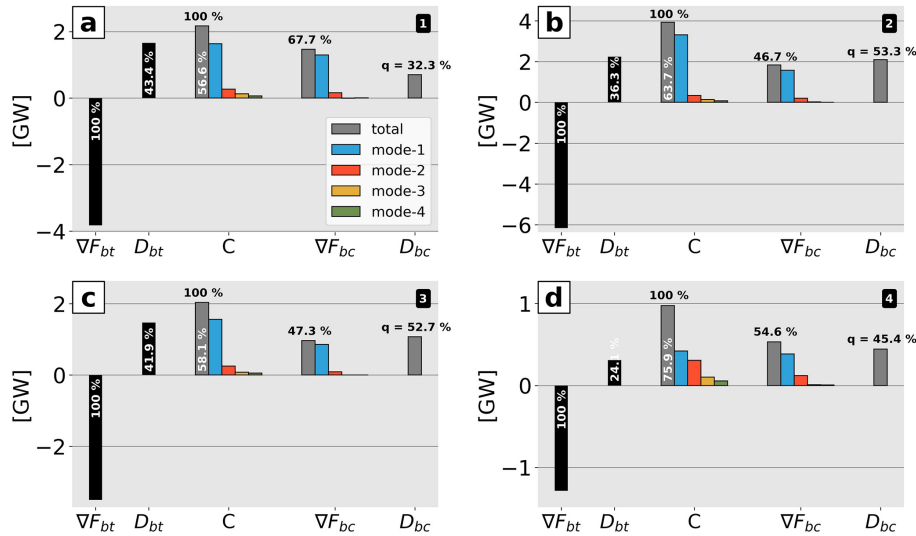 a
1
[GW]
2
0
−2
−4
100 %
43.4 %
100 %
56.6 %
67.7 %
q = 32.3 %
total
mode-1
mode-2
mode-3
mode-4
∇F_bt
D_bt
C
∇F_bc
D_bc
b
2
[GW]
4
2
0
−2
−4
−6
100 %
36.3 %
100 %
63.7 %
46.7 %
q = 53.3 %
∇F_bt
D_bt
C
∇F_bc
D_bc
c
3
[GW]
2
0
−2
100 %
41.9 %
100 %
58.1 %
47.3 %
q = 52.7 %
∇F_bt
D_bt
C
∇F_bc
D_bc
d
4
[GW]
1
0
−1
100 %
24.1 %
100 %
75.9 %
54.6 %
q = 45.4 %
∇F_bt
D_bt
C
∇F_bc
D_bc